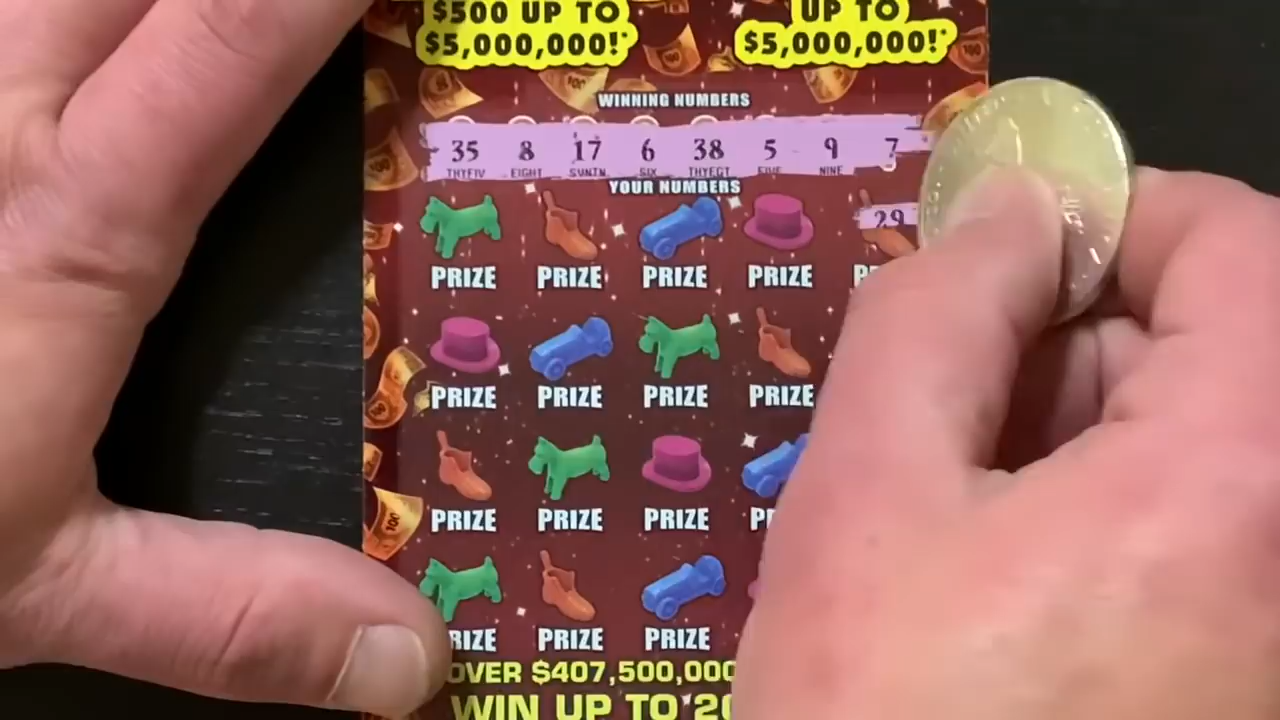 $500 UP TO
$5,000,000!*
UP TO
$5,000,000!*
WINNING NUMBERS
35 8 17 6 38 5 9 7
THYFIV EIGHT SVNTN SIX THYEGT FIVE NINE
YOUR NUMBERS
29
PRIZE PRIZE PRIZE PRIZE
PRIZE PRIZE PRIZE PRIZE
PRIZE PRIZE PRIZE
PRIZE PRIZE PRIZE
OVER $407,500,000
WIN UP TO 20